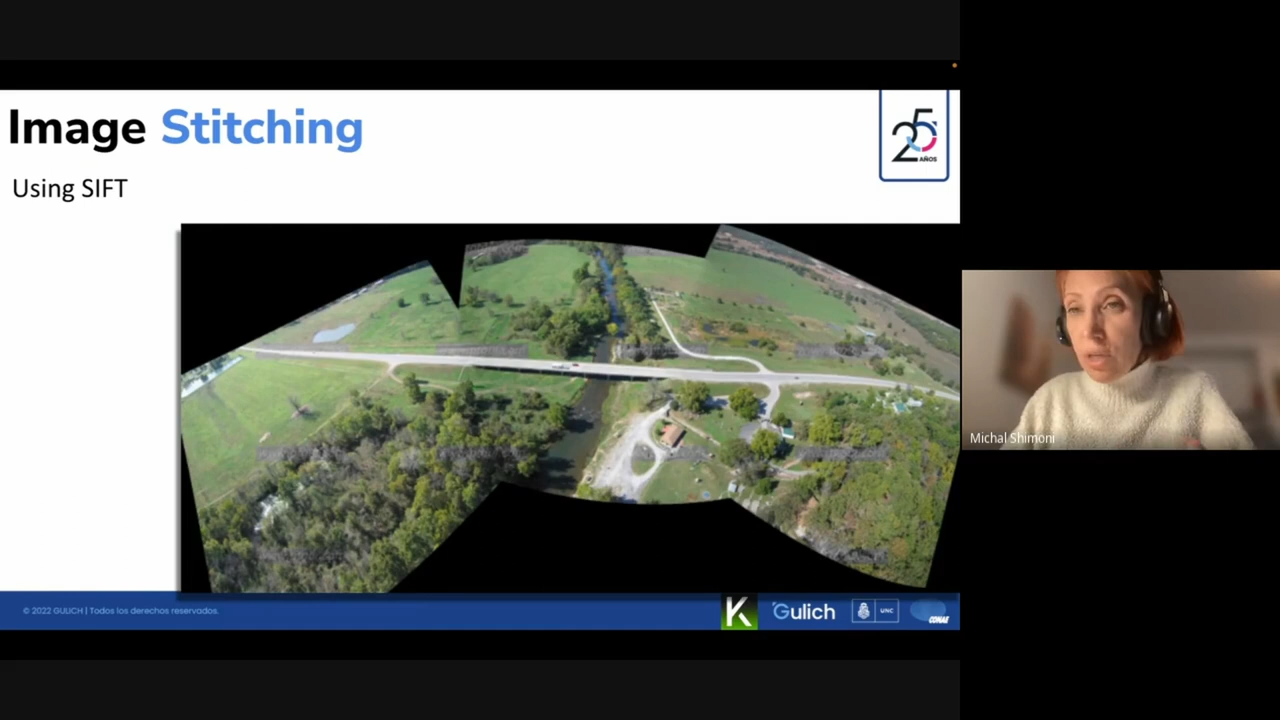 Image Stitching
Using SIFT
25
AÑOS
Michal Shimoni
© 2022 GULICH | Todos los derechos reservados.
K
Gulich
UNC
CONAE